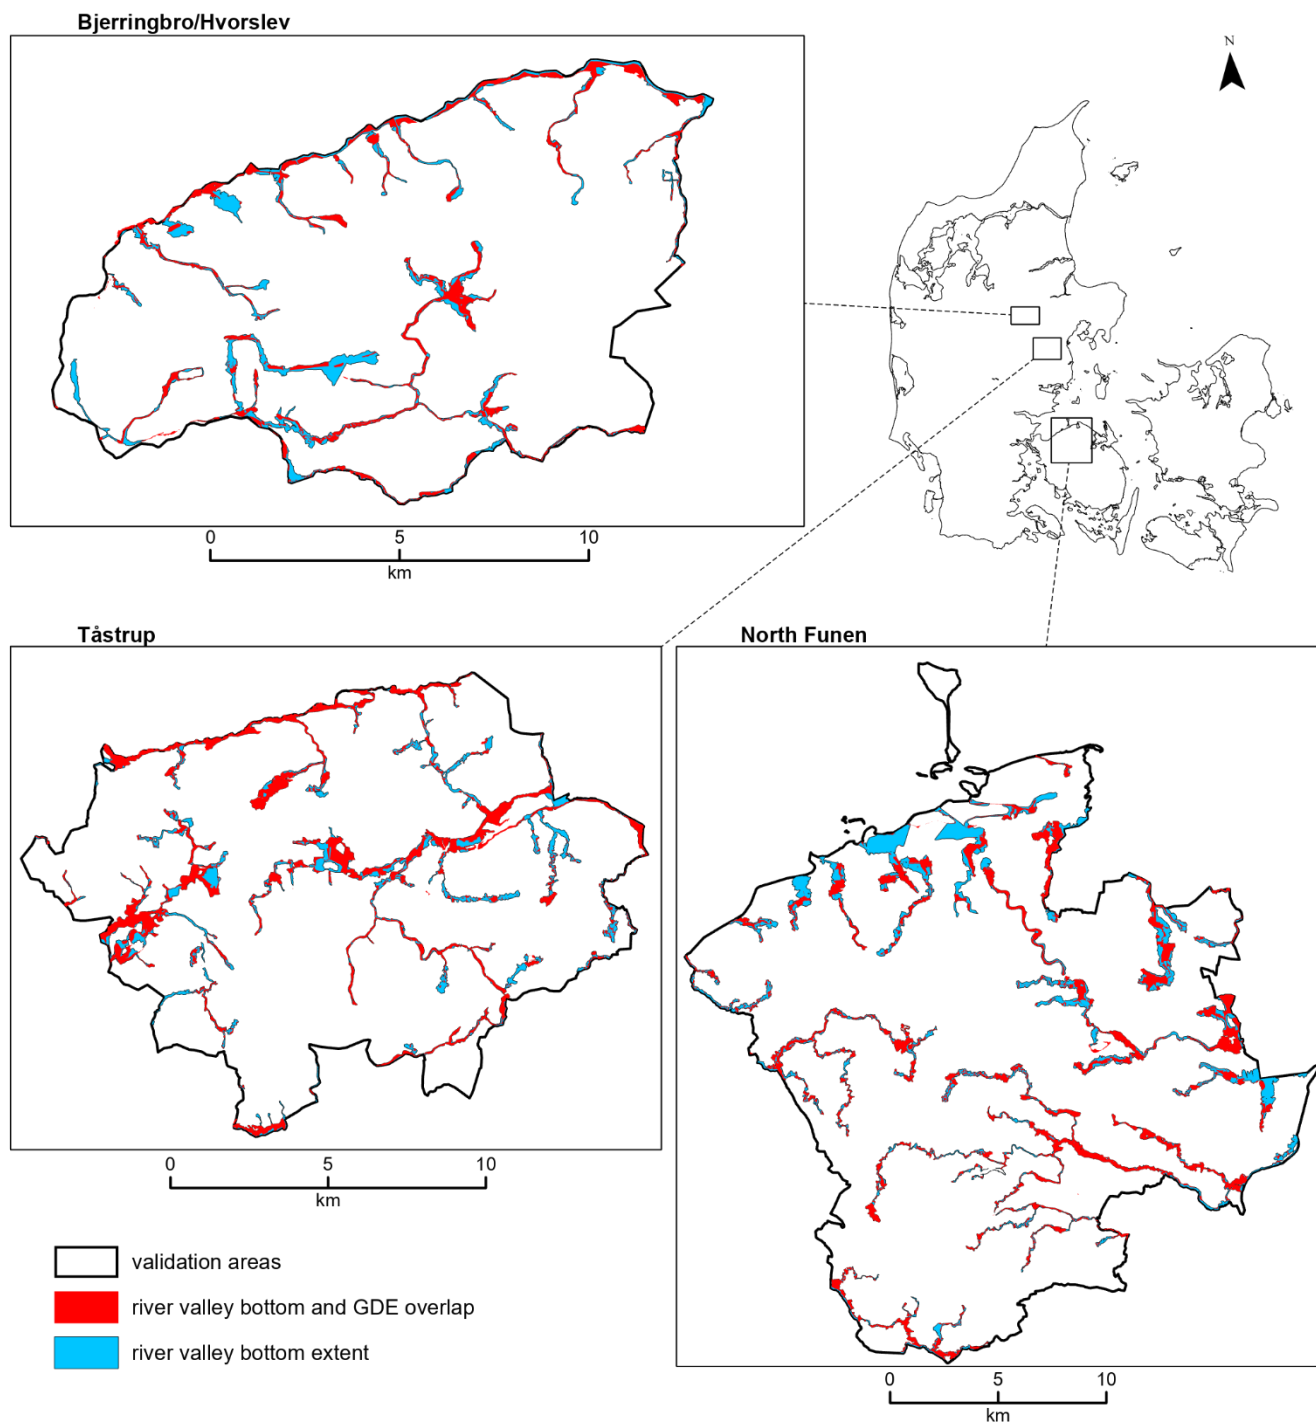 Bjerringbro/Hvorslev
N
0 5 10
km
Tåstrup
North Funen
0 5 10
km
validation areas
river valley bottom and GDE overlap
river valley bottom extent
0 5 10
km